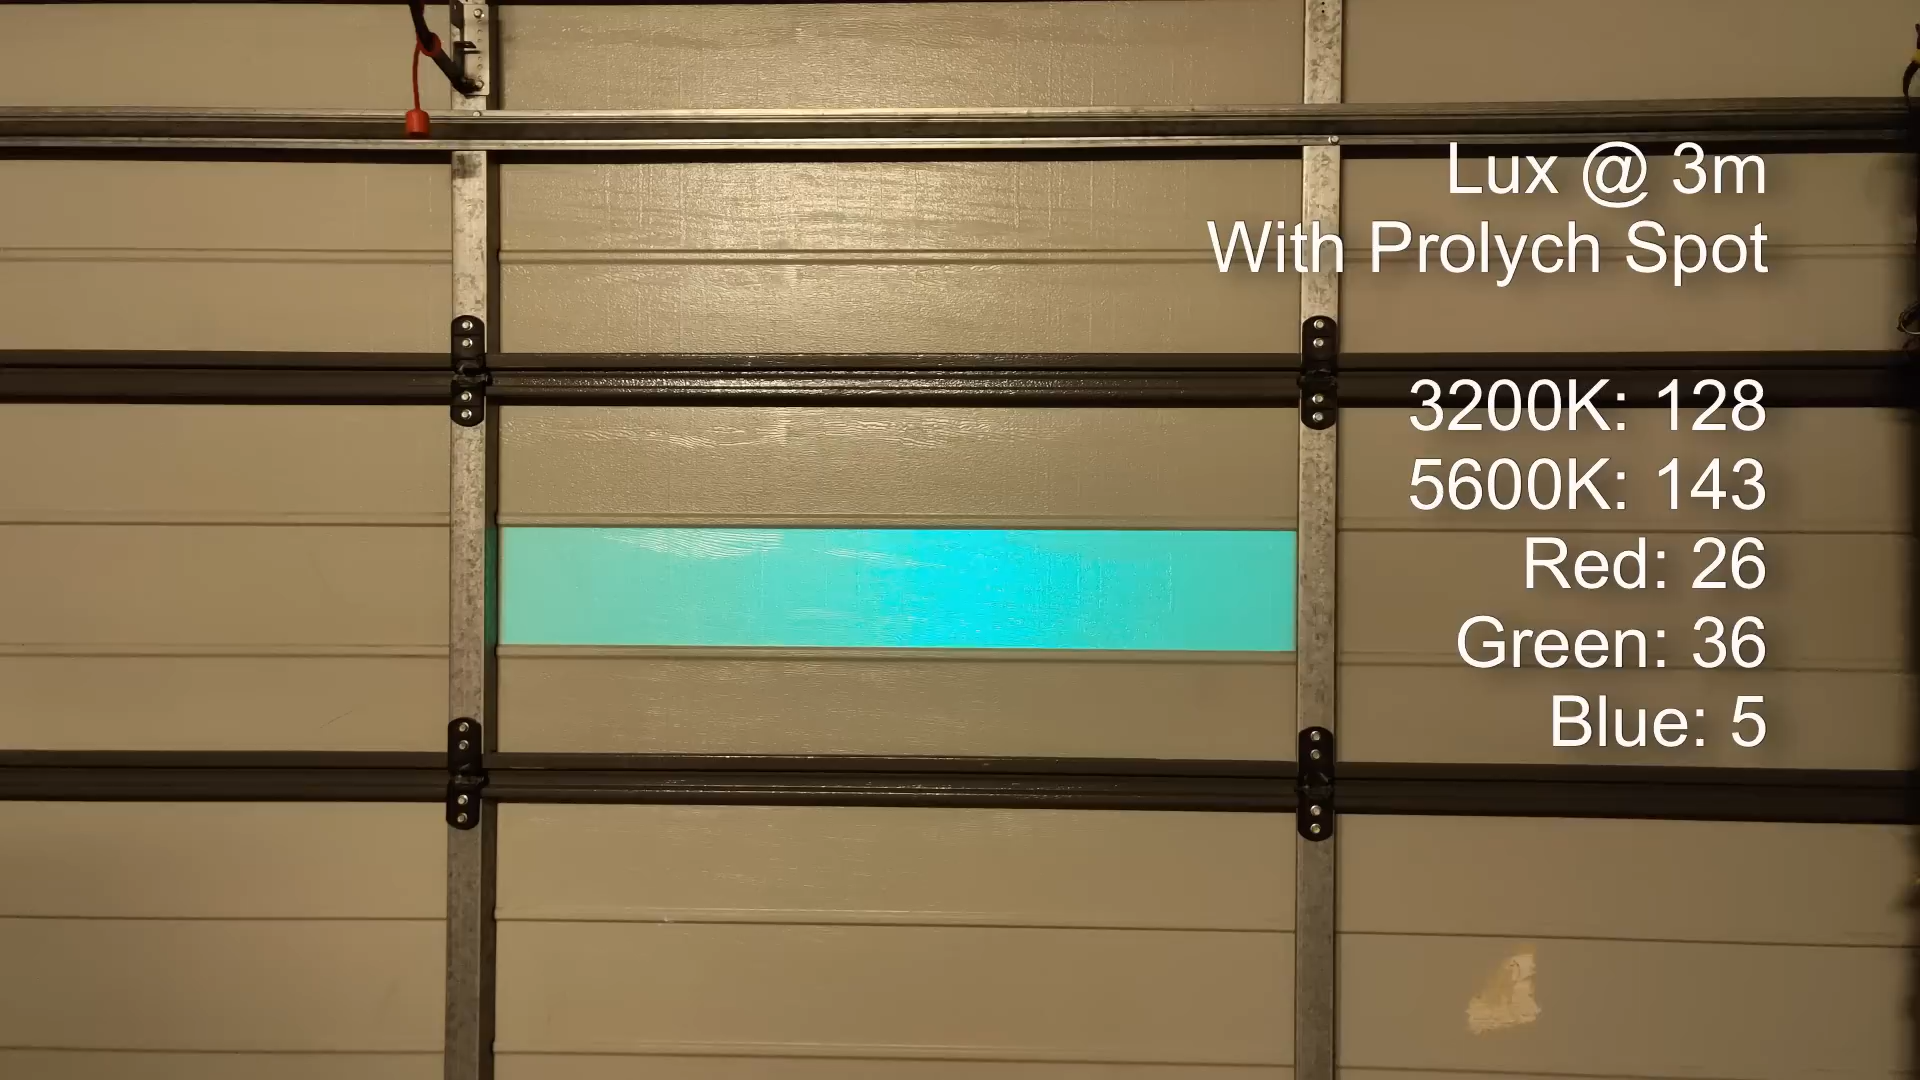 Lux @ 3m
With Prolych Spot
3200K: 128
5600K: 143
Red: 26
Green: 36
Blue: 5